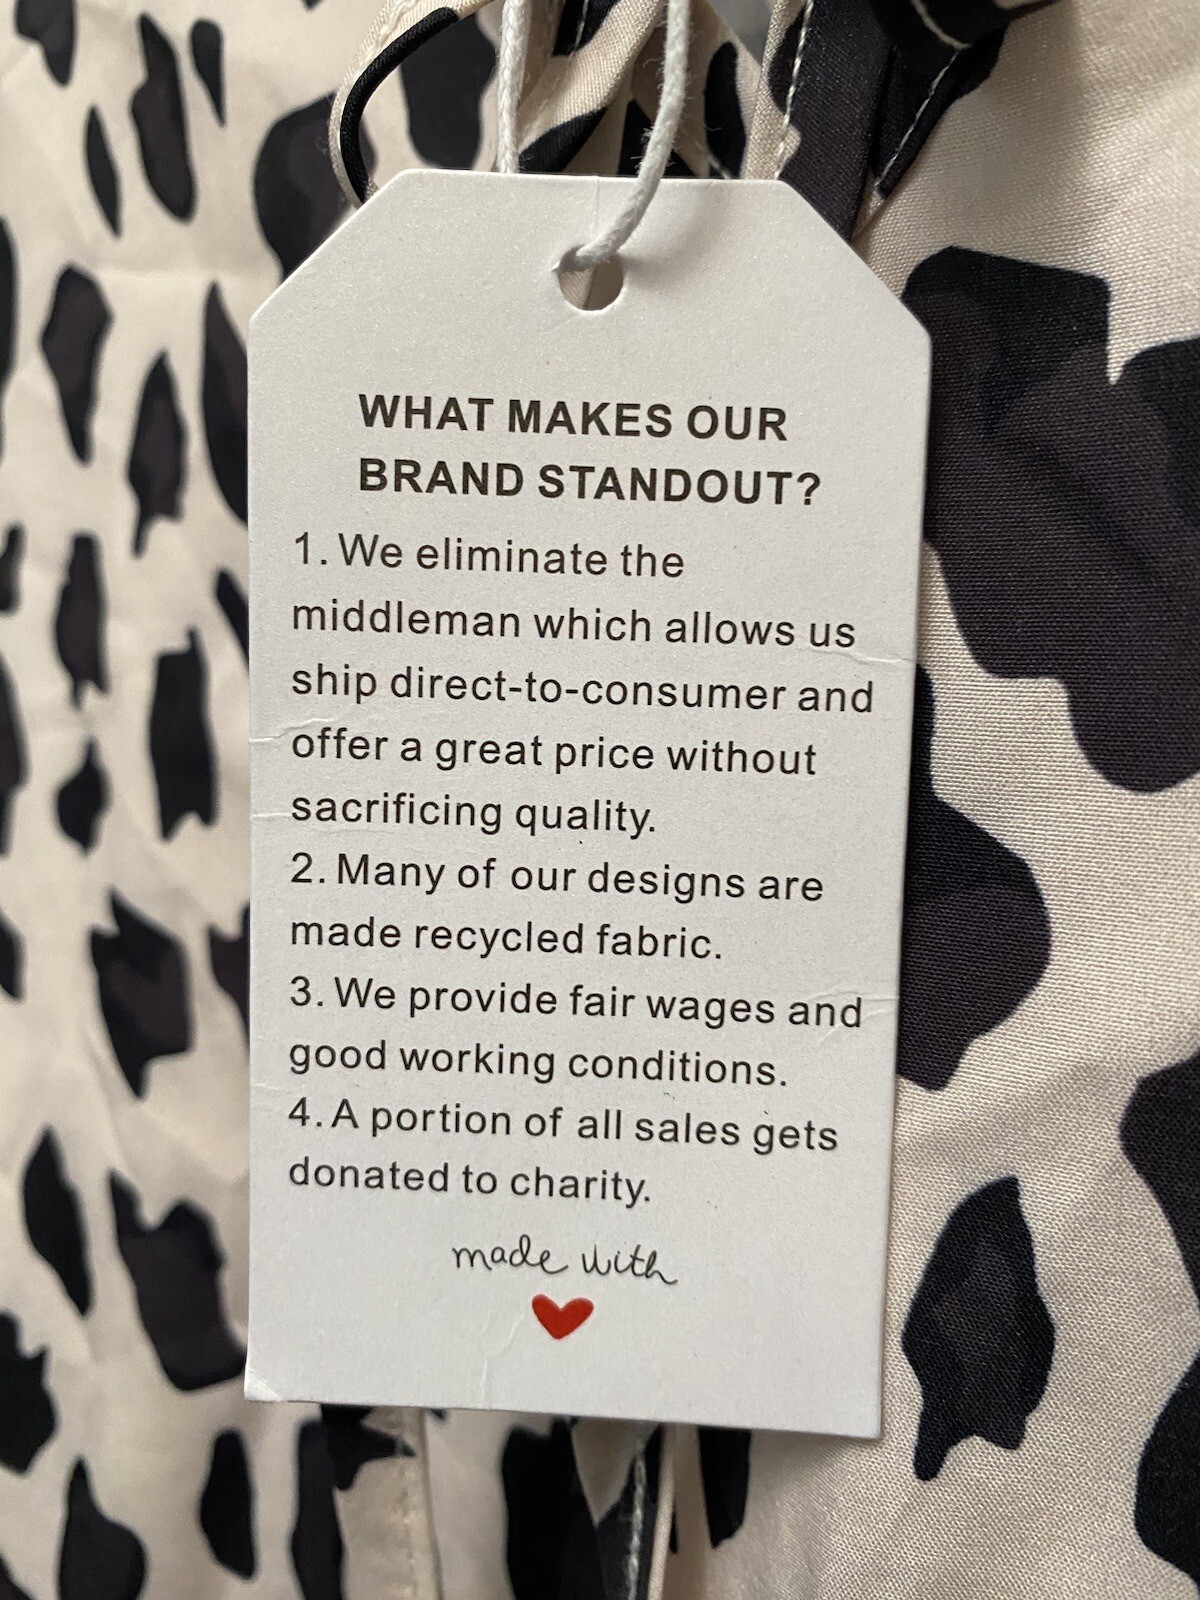 WHAT MAKES OUR
BRAND STANDOUT?
1. We eliminate the
middleman which allows us
ship direct-to-consumer and
offer a great price without
sacrificing quality.
2. Many of our designs are
made recycled fabric.
3. We provide fair wages and
good working conditions.
4. A portion of all sales gets
donated to charity.
made with